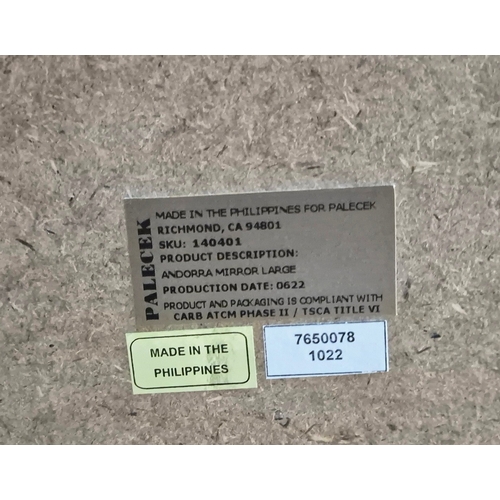 PALECEK
MADE IN THE PHILIPPINES FOR PALECEK
RICHMOND, CA 94801
SKU: 140401
PRODUCT DESCRIPTION:
ANDORRA MIRROR LARGE
PRODUCTION DATE: 0622
PRODUCT AND PACKAGING IS COMPLIANT WITH
CARB ATCM PHASE II / TSCA TITLE VI
MADE IN THE
PHILIPPINES
7650078
1022